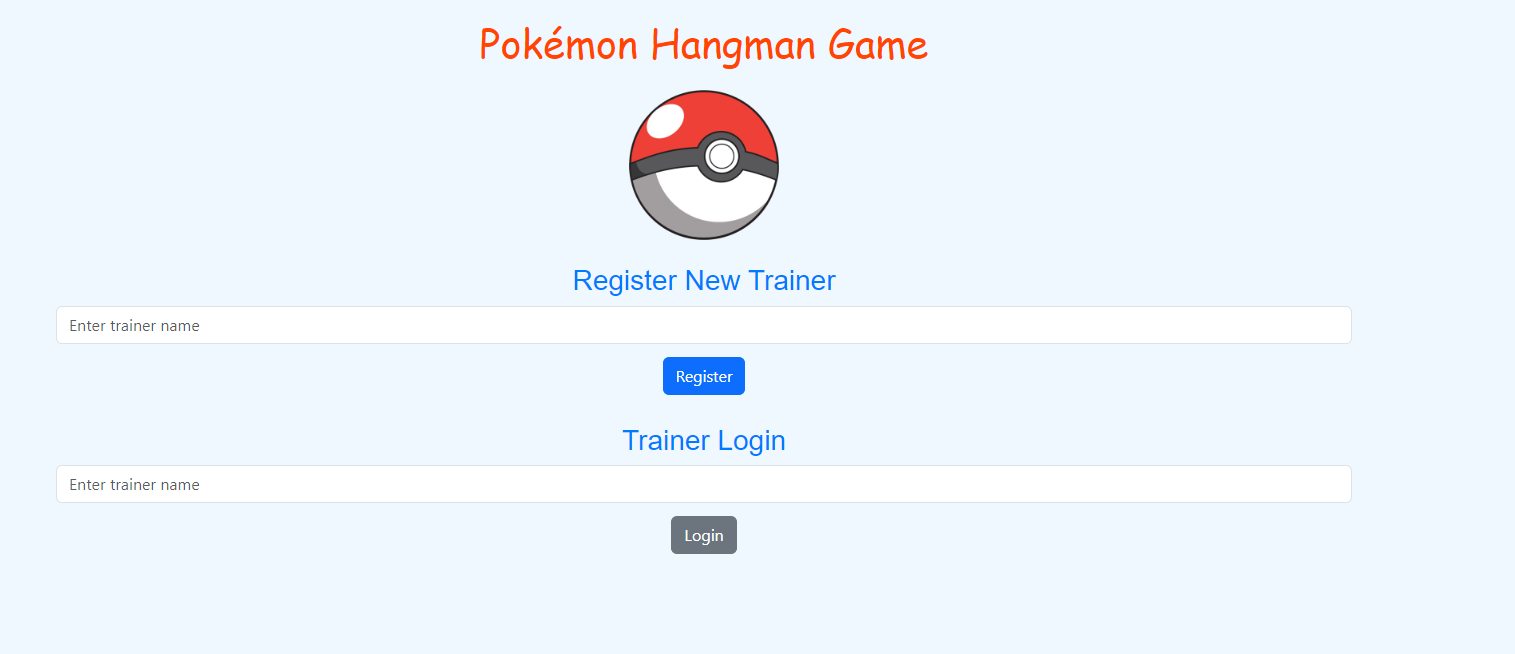 Pokémon Hangman Game
Register New Trainer
Enter trainer name
Register
Trainer Login
Enter trainer name
Login